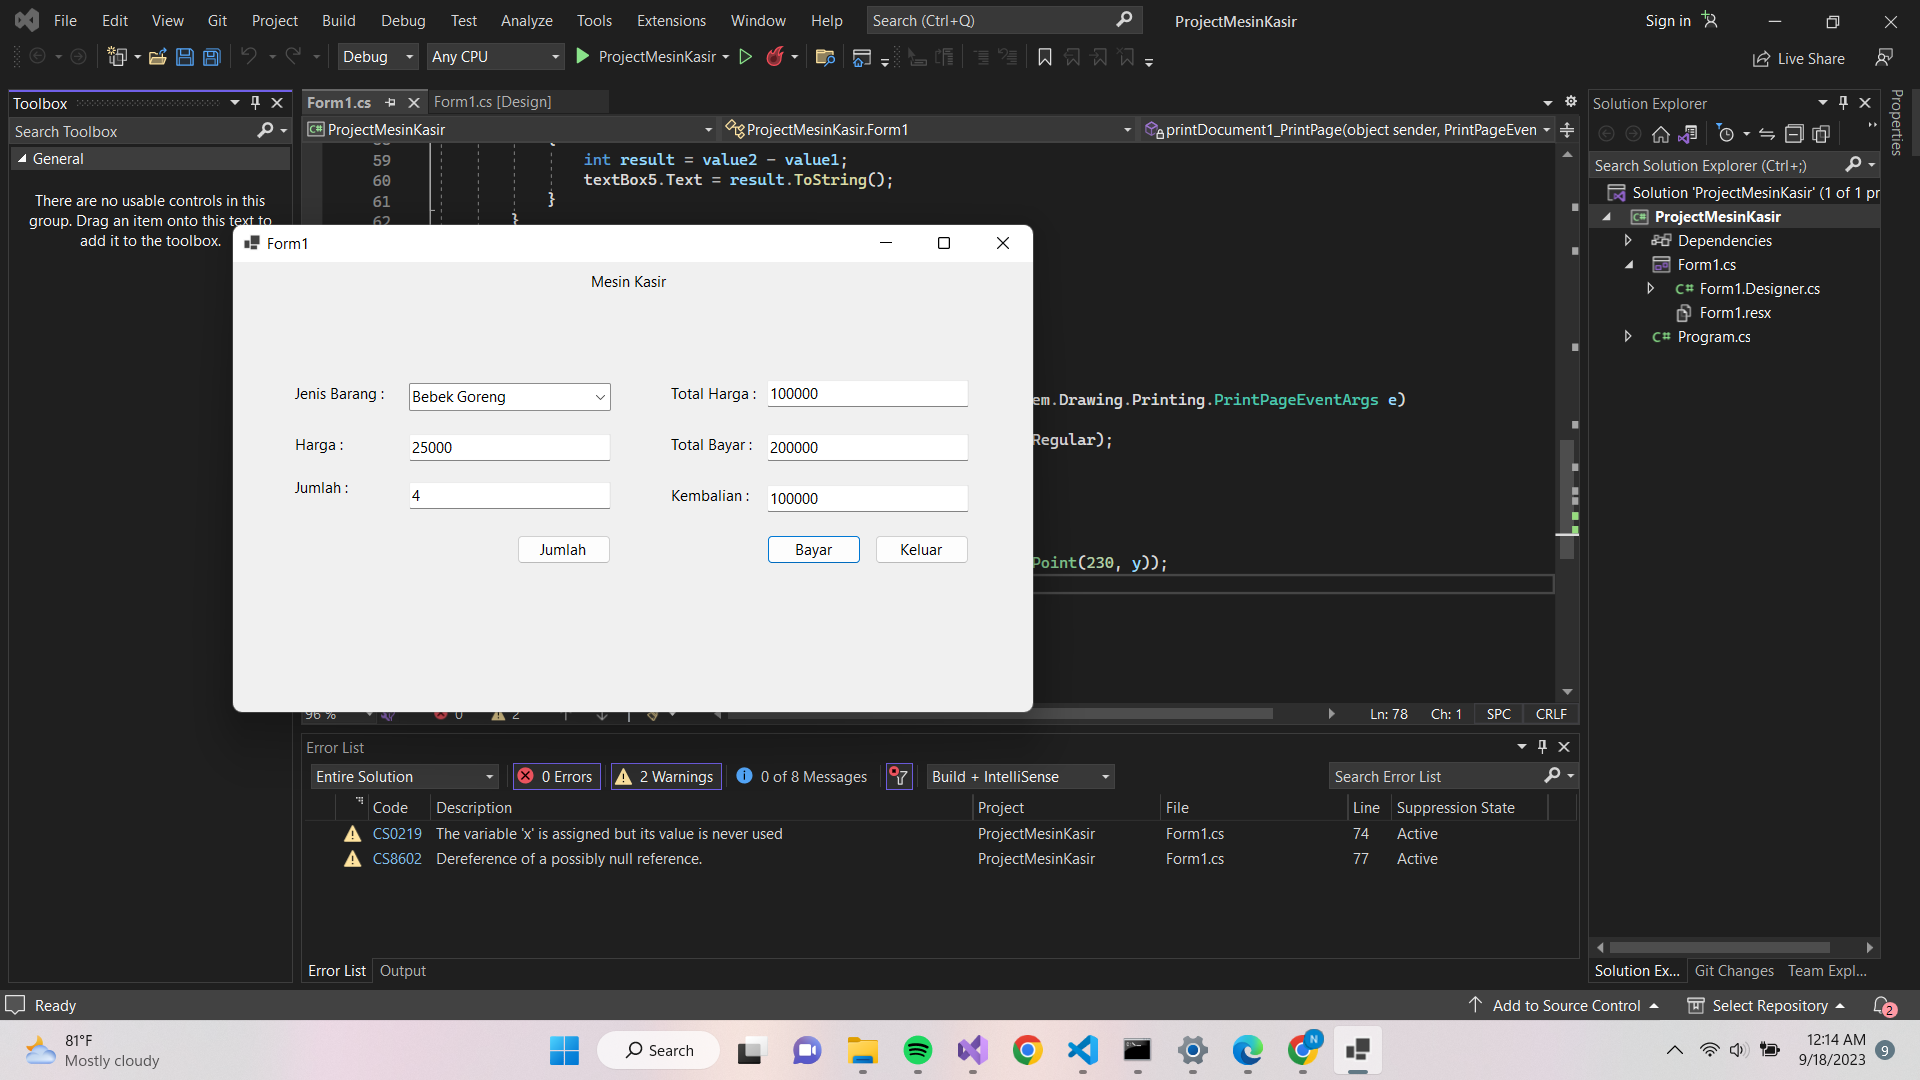 File Edit View Git Project Build Debug Test Analyze Tools Extensions Window Help Search (Ctrl+Q) ProjectMesinKasir Sign in
Debug Any CPU ProjectMesinKasir Live Share
Toolbox
Search Toolbox
General
There are no usable controls in this
group. Drag an item onto this text to
add it to the toolbox.
Form1.cs Form1.cs [Design]
ProjectMesinKasir ProjectMesinKasir.Form1 printDocument1_PrintPage(object sender, PrintPageEven
59 int result = value2 - value1;
60 textBox5.Text = result.ToString();
61 }
62 }
em.Drawing.Printing.PrintPageEventArgs e)
Regular);
Point(230, y));
Form1
Mesin Kasir
Jenis Barang : Bebek Goreng
Harga : 25000
Jumlah : 4
Jumlah
Total Harga : 100000
Total Bayar : 200000
Kembalian : 100000
Bayar Keluar
96 % 0 2 Ln: 78 Ch: 1 SPC CRLF
Error List
Entire Solution 0 Errors 2 Warnings 0 of 8 Messages Build + IntelliSense Search Error List
Code Description Project File Line Suppression State
CS0219 The variable 'x' is assigned but its value is never used ProjectMesinKasir Form1.cs 74 Active
CS8602 Dereference of a possibly null reference. ProjectMesinKasir Form1.cs 77 Active
Error List Output
Solution Explorer
Search Solution Explorer (Ctrl+;)
Solution 'ProjectMesinKasir' (1 of 1 pr
ProjectMesinKasir
Dependencies
Form1.cs
C# Form1.Designer.cs
Form1.resx
C# Program.cs
Solution Ex... Git Changes Team Expl...
Properties
Ready Add to Source Control Select Repository 2
81°F
Mostly cloudy
Search
N
12:14 AM
9/18/2023
9